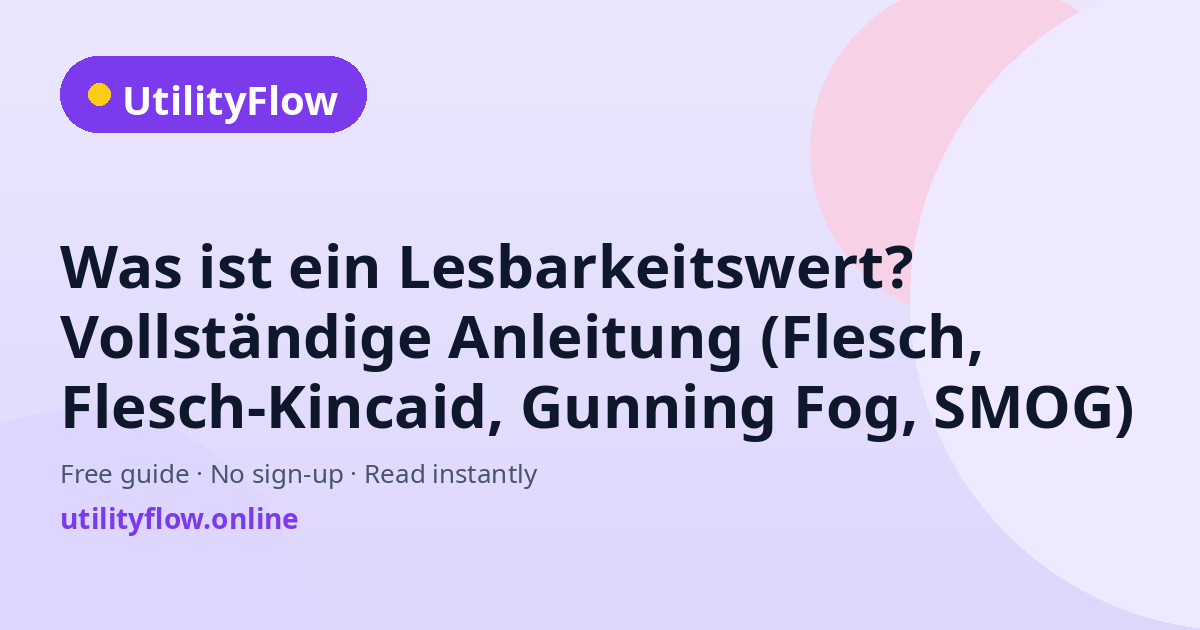 UtilityFlow
Was ist ein Lesbarkeitswert?
Vollständige Anleitung (Flesch,
Flesch-Kincaid, Gunning Fog, SMOG)
Free guide · No sign-up · Read instantly
utilityflow.online